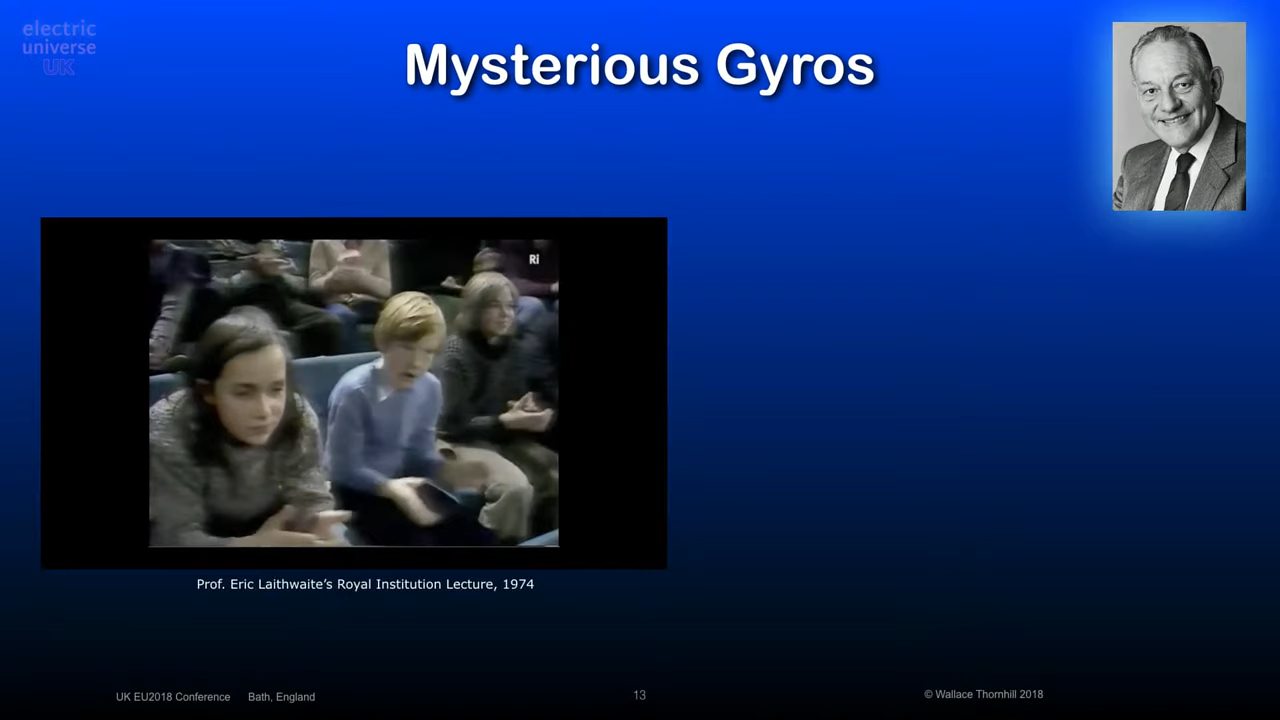 electric
universe
UK
Mysterious Gyros
Ri
Prof. Eric Laithwaite’s Royal Institution Lecture, 1974
UK EU2018 Conference Bath, England
13
© Wallace Thornhill 2018